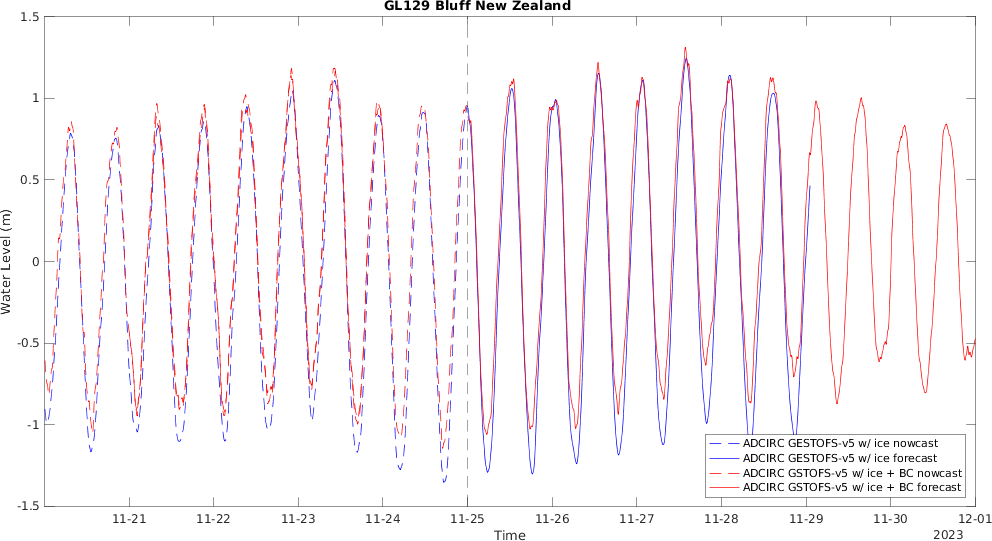 GL129 Bluff New Zealand
1.5
1
0.5
0
-0.5
-1
-1.5
Water Level (m)
ADCIRC GESTOFS-v5 w/ ice nowcast
ADCIRC GESTOFS-v5 w/ ice forecast
ADCIRC GSTOFS-v5 w/ ice + BC nowcast
ADCIRC GSTOFS-v5 w/ ice + BC forecast
11-21 11-22 11-23 11-24 11-25 11-26 11-27 11-28 11-29 11-30 12-01
Time
2023